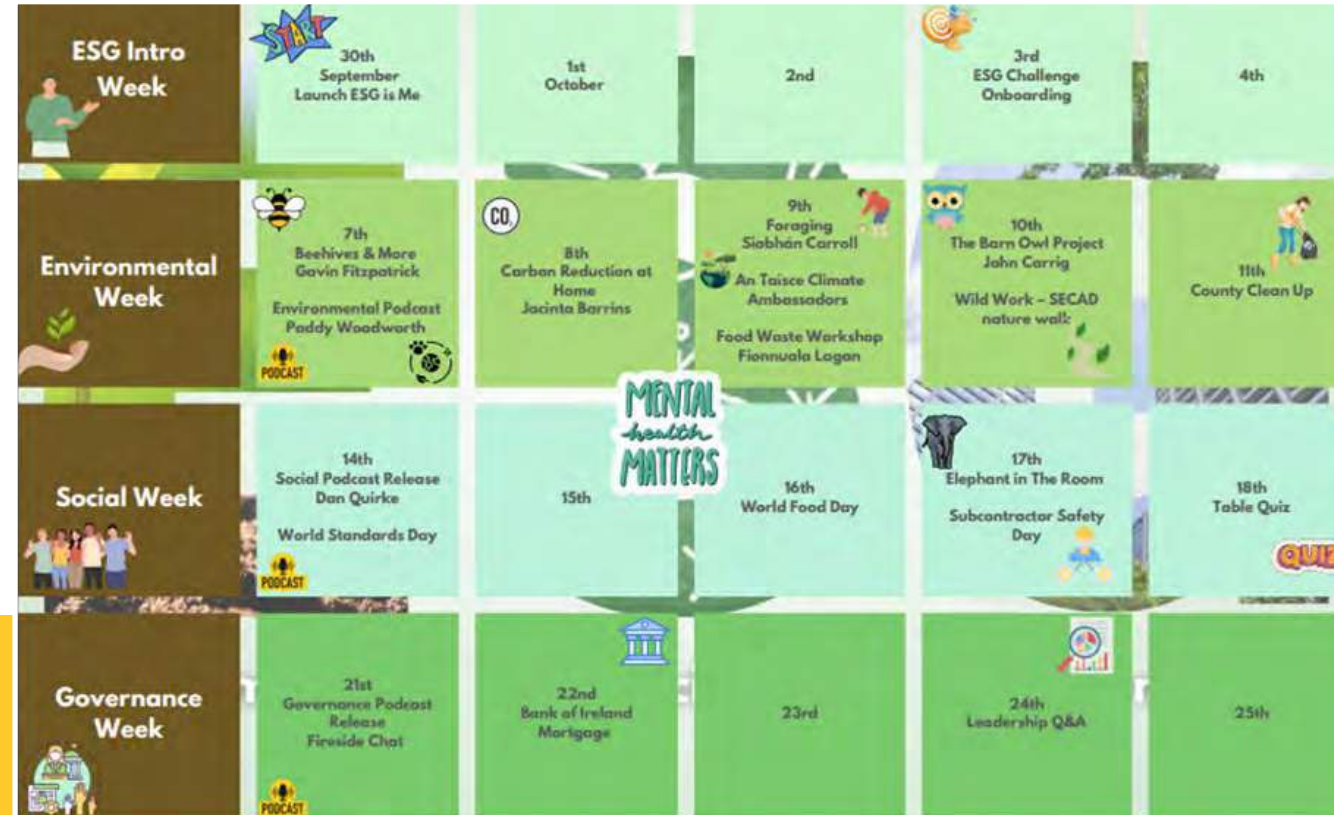 ESG Intro
Week
START
30th
September
Launch ESG is Me
1st
October
2nd
3rd
ESG Challenge
Onboarding
4th
Environmental
Week
7th
Beehives & More
Gavin Fitzpatrick
Environmental Podcast
Paddy Woodworth
PODCAST
CO₂
8th
Carbon Reduction at
Home
Jacinta Barrins
9th
Foraging
Siobhán Carroll
An Taisce Climate
Ambassadors
Food Waste Workshop
Fionnuala Logan
10th
The Barn Owl Project
John Carrig
Wild Work – SECAD
nature walk
11th
County Clean Up
MENTAL
health
MATTERS
Social Week
14th
Social Podcast Release
Dan Quirke
World Standards Day
PODCAST
15th
16th
World Food Day
17th
Elephant in The Room
Subcontractor Safety
Day
18th
Table Quiz
QUIZ
Governance
Week
21st
Governance Podcast
Release
Fireside Chat
PODCAST
22nd
Bank of Ireland
Mortgage
23rd
24th
Leadership Q&A
25th